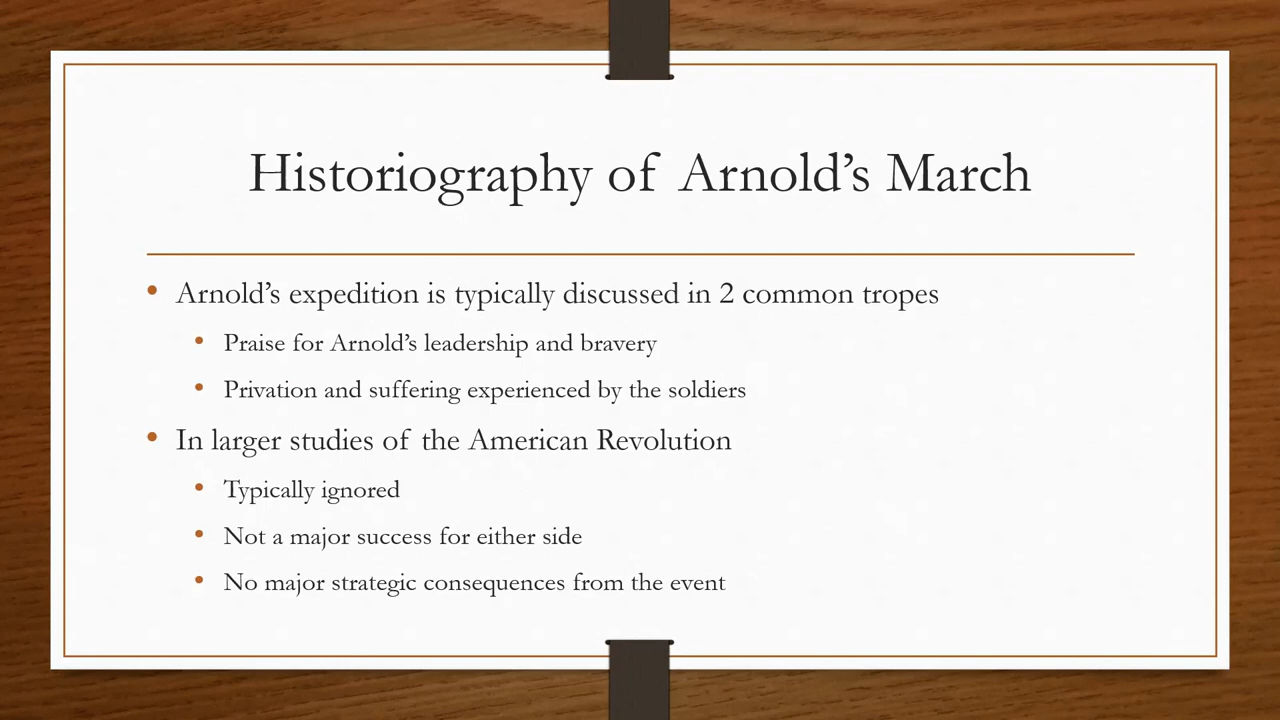 Historiography of Arnold’s March
• Arnold’s expedition is typically discussed in 2 common tropes
• Praise for Arnold’s leadership and bravery
• Privation and suffering experienced by the soldiers
• In larger studies of the American Revolution
• Typically ignored
• Not a major success for either side
• No major strategic consequences from the event